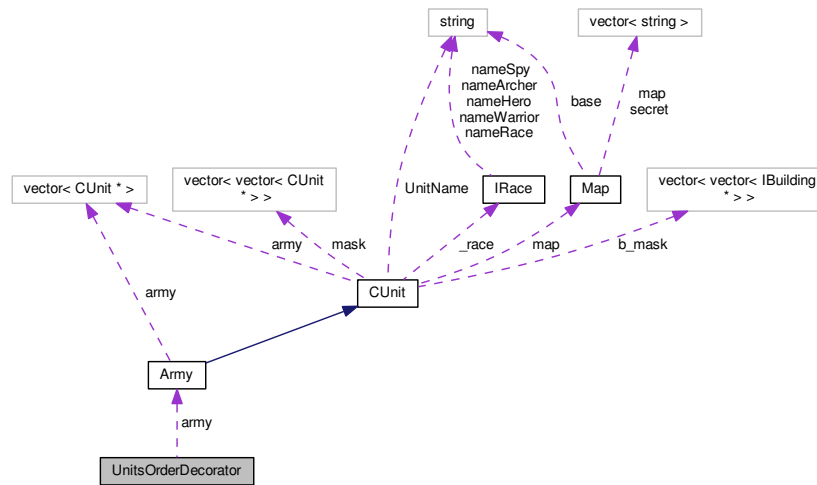 string
vector< string >
nameSpy
nameArcher
nameHero
nameWarrior
nameRace
base
map
secret
vector< CUnit * >
vector< vector< CUnit
* > >
UnitName
IRace
Map
vector< vector< IBuilding
* > >
army
mask
_race
map
b_mask
army
CUnit
Army
army
UnitsOrderDecorator